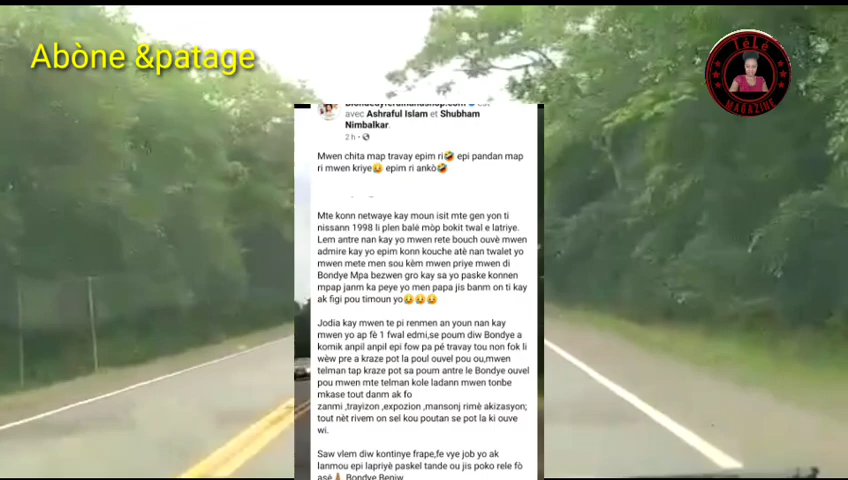 Abòne &patage
TéLé
MAGAZINE
avec Ashraful Islam et Shubham
Nimbalkar.
2 h
Mwen chita map travay epim ri🤣 epi pandan map
ri mwen kriye😖 epim ri ankò🤣
Mte konn netwaye kay moun isit mte gen yon ti
nissann 1998 li plen balè mòp bokit twal e latriye.
Lem antre nan kay yo mwen rete bouch ouvè mwen
admire kay yo epim konn kouche atè nan twalet yo
mwen mete men sou kèm mwen priye mwen di
Bondye Mpa bezwen gro kay sa yo paske konnen
mpap janm ka peye yo men papa jis banm on ti kay
ak figi pou timoun yo😖😖😖
Jodia kay mwen te pi renmen an youn nan kay
mwen yo ap fè 1 fwal edmi,se poum diw Bondye a
komik anpil anpil epi fow pa pé travay tou non fok li
wèw pre a kraze pot la poul ouvel pou ou,mwen
telman tap kraze pot sa poum antre le Bondye ouvel
pou mwen mte telman kole ladann mwen tonbe
mkase tout danm ak fo
zanmi ,trayizon ,expozion ,mansonj rimè akizasyon;
tout nèt rivem on sel kou poutan se pot la ki ouve
wi.
Saw vlem diw kontinye frape,fe vye job yo ak
lanmou epi lapriyè paskel tande ou jis poko rele fò
asè🙏🏾 Bondye Beniw